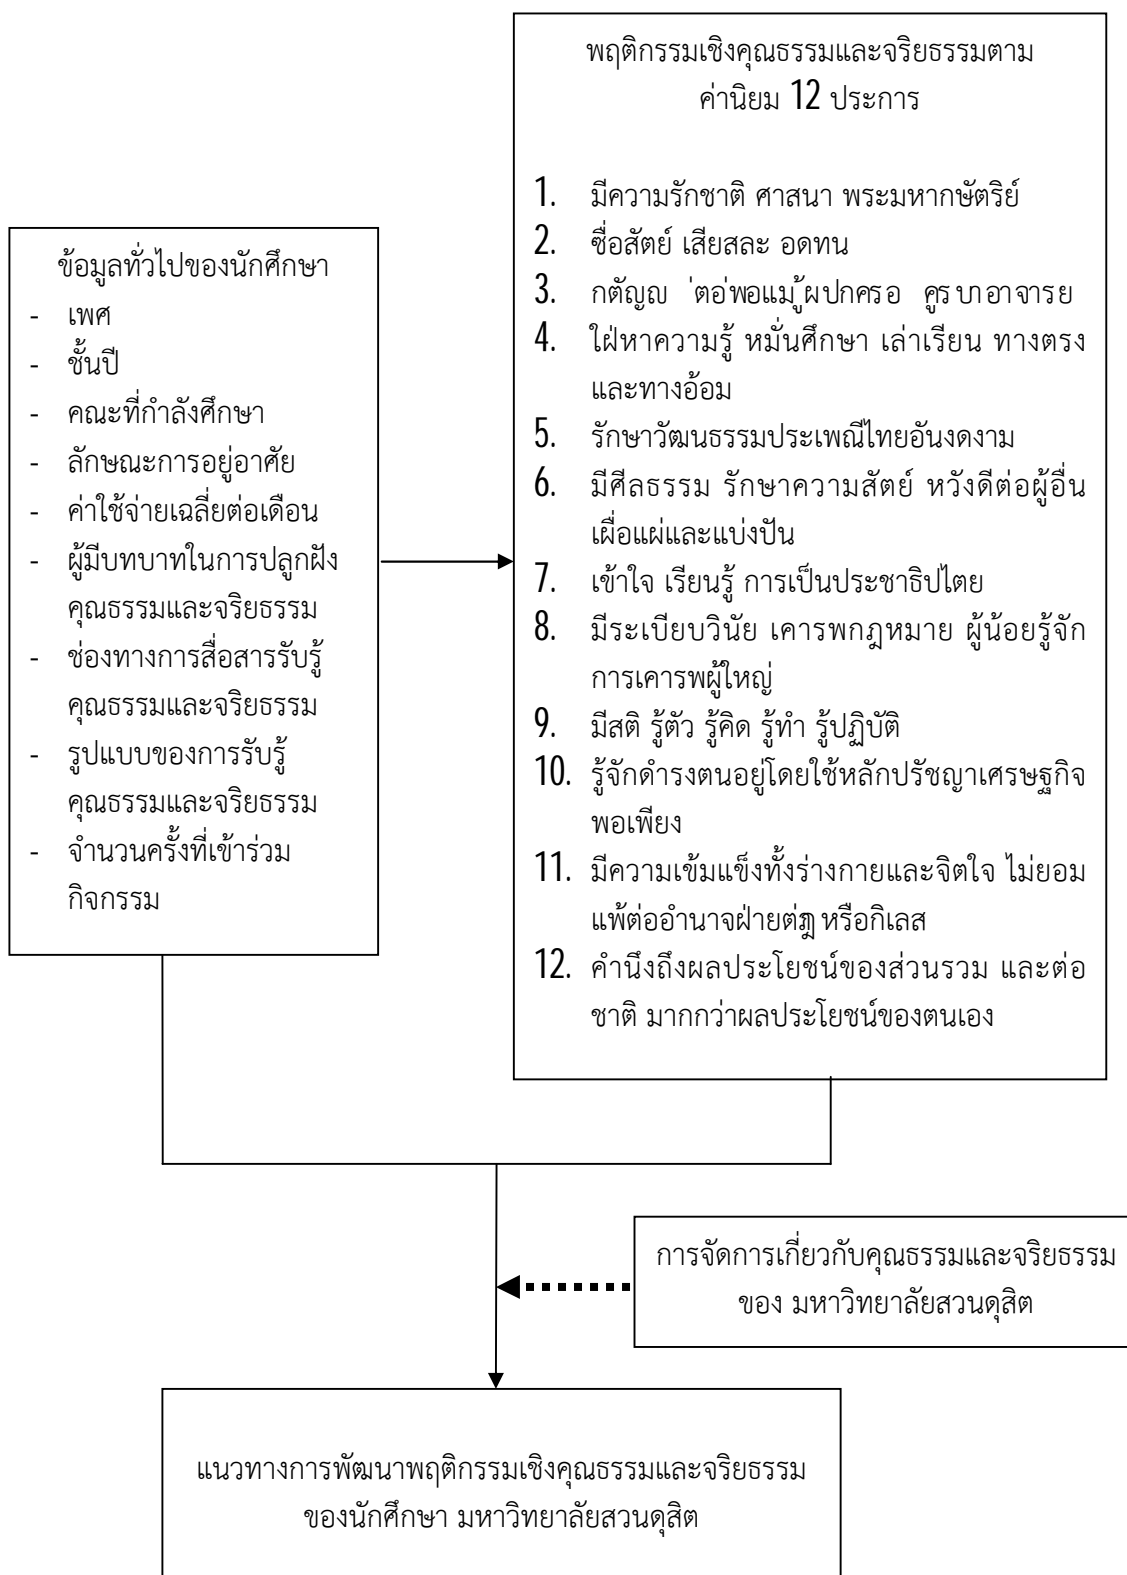 พฤติกรรมเชิงคุณธรรมและจริยธรรมตาม
ค่านิยม 12 ประการ
1. มีความรักชาติ ศาสนา พระมหากษัตริย์
2. ซื่อสัตย์ เสียสละ อดทน
3. กตัญญ
4. ใฝ่หาความรู้ หมั่นศึกษา เล่าเรียน ทางตรง
และทางอ้อม
5. รักษาวัฒนธรรมประเพณีไทยอันงดงาม
6. มีศีลธรรม รักษาความสัตย์ หวังดีต่อผู้อื่น
เผื่อแผ่และแบ่งปัน
7. เข้าใจ เรียนรู้ การเป็นประชาธิปไตย
8. มีระเบียบวินัย เคารพกฎหมาย ผู้น้อยรู้จัก
การเคารพผู้ใหญ่
9. มีสติ รู้ตัว รู้คิด รู้ทำ รู้ปฏิบัติ
10. รู้จักดำรงตนอยู่โดยใช้หลักปรัชญาเศรษฐกิจ
พอเพียง
11. มีความเข้มแข็งทั้งร่างกายและจิตใจ ไม่ยอม
แพ้ต่ออำนาจฝ่าย หรือกิเลส
12. คำนึงถึงผลประโยชน์ของส่วนรวม และต่อ
ชาติ มากกว่าผลประโยชน์ของตนเอง
ข้อมูลทั่วไปของนักศึกษา
- เพศ
- ชั้นปี
- คณะที่กำลังศึกษา
- ลักษณะการอยู่อาศัย
- ค่าใช้จ่ายเฉลี่ยต่อเดือน
- ผู้มีบทบาทในการปลูกฝัง
คุณธรรมและจริยธรรม
- ช่องทางการสื่อสารรับรู้
คุณธรรมและจริยธรรม
- รูปแบบของการรับรู้
คุณธรรมและจริยธรรม
- จำนวนครั้งที่เข้าร่วม
กิจกรรม
การจัดการเกี่ยวกับคุณธรรมและจริยธรรม
ของ มหาวิทยาลัยสวนดุสิต
แนวทางการพัฒนาพฤติกรรมเชิงคุณธรรมและจริยธรรม
ของนักศึกษา มหาวิทยาลัยสวนดุสิต